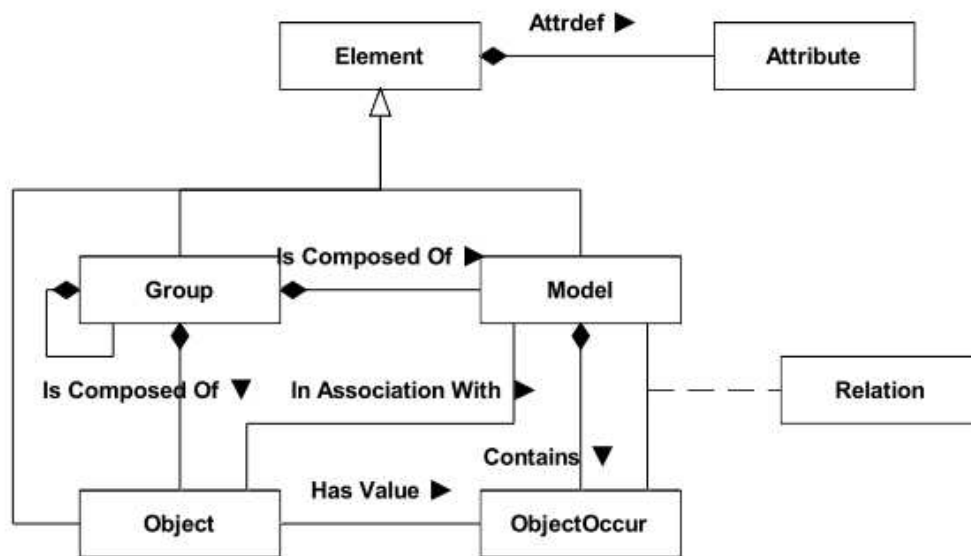 Attrdef ►
Element
Attribute
Is Composed Of ►
Group
Model
Is Composed Of ▼
In Association With ►
Relation
Contains ▼
Has Value ►
Object
ObjectOccur